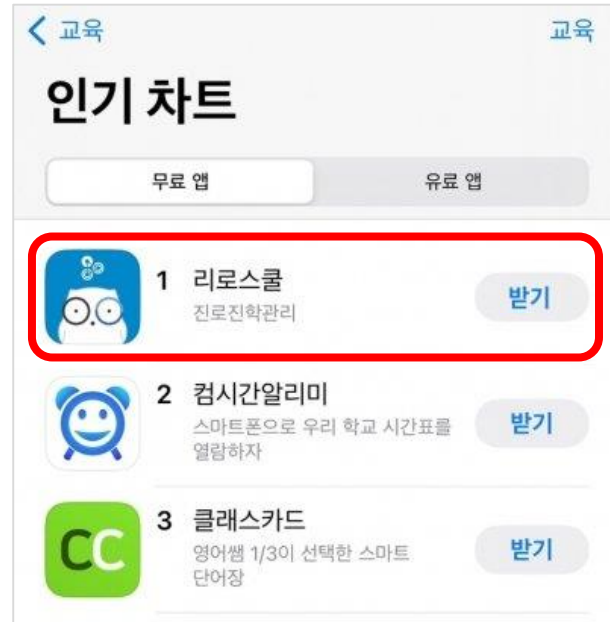 교육
교육
인기 차트
무료 앱
유료 앱
1 리로스쿨
진로진학관리
받기
2 컴시간알리미
스마트폰으로 우리 학교 시간표를
열람하자
받기
CC
3 클래스카드
영어쌤 1/3이 선택한 스마트
단어장
받기